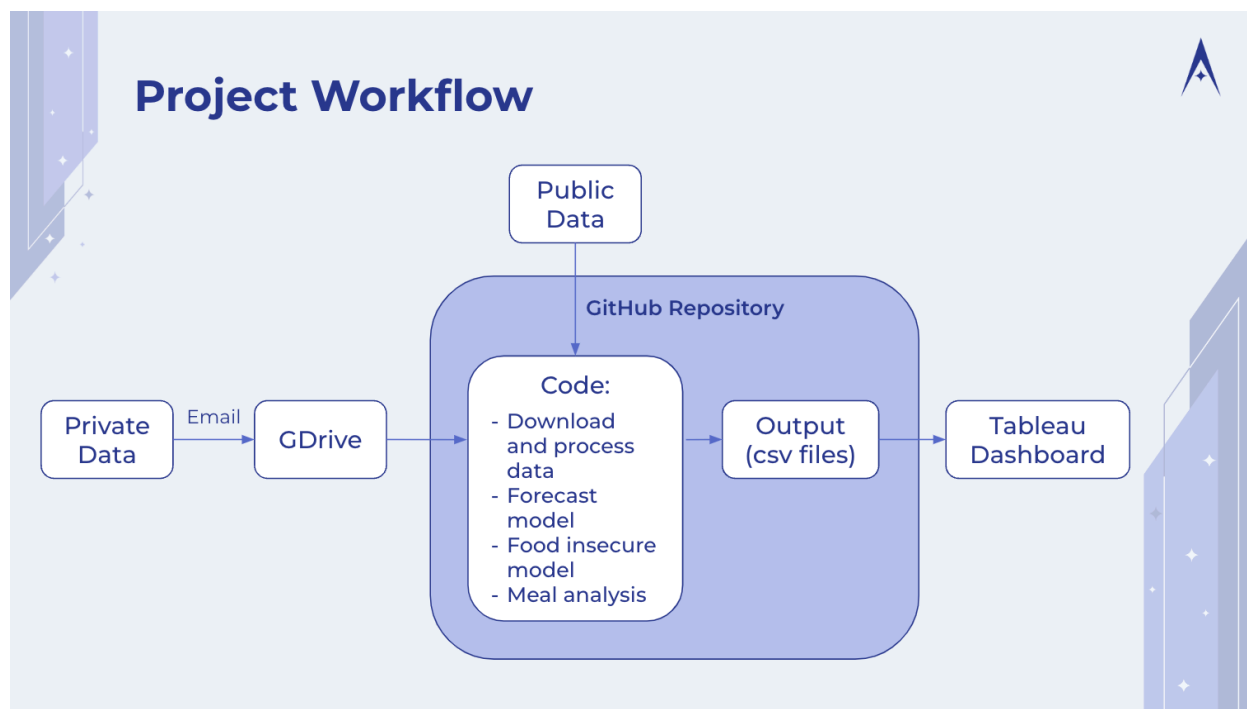 Project Workflow
Public
Data
GitHub Repository
Private
Data
Email
GDrive
Code:
- Download
and process
data
- Forecast
model
- Food insecure
model
- Meal analysis
Output
(csv files)
Tableau
Dashboard